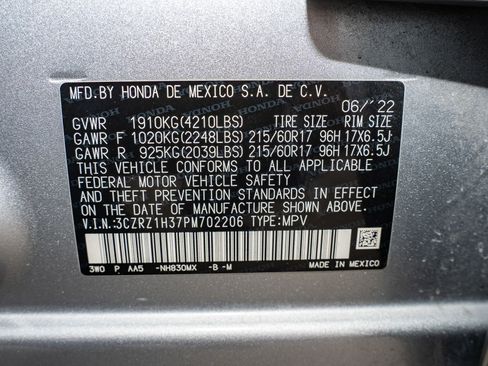 MFD.BY HONDA DE MEXICO S.A. DE C.V.
06/'22
GVWR 1910KG(4210LBS) TIRE SIZE RIM SIZE
GAWR F 1020KG(2248LBS) 215/60R17 96H 17X6.5J
GAWR R 925KG(2039LBS) 215/60R17 96H 17X6.5J
THIS VEHICLE CONFORMS TO ALL APPLICABLE
FEDERAL MOTOR VEHICLE SAFETY
AND THEFT PREVENTION STANDARDS IN EFFECT ON
THE DATE OF MANUFACTURE SHOWN ABOVE.
V.I.N.:3CZRZ1H37PM702206 TYPE:MPV
MADE IN MEXICO
3W0 P AA5 -NH830MX -B -M